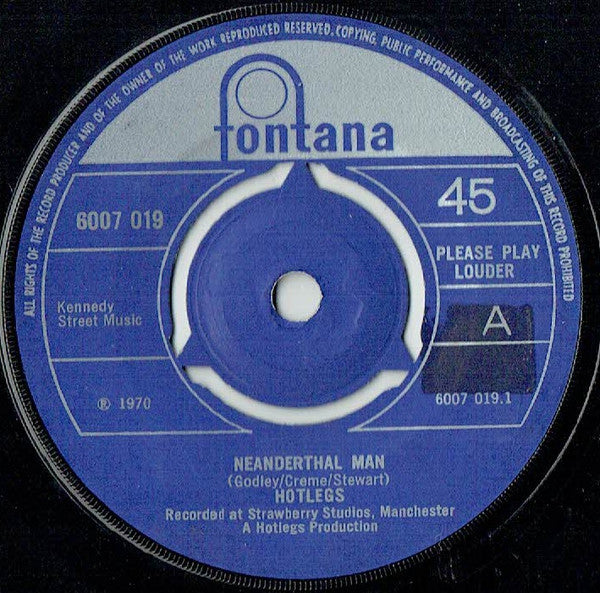 ALL RIGHTS OF THE RECORD PRODUCER AND OF THE OWNER OF THE WORK REPRODUCED RESERVED. COPYING, PUBLIC PERFORMANCE AND BROADCASTING OF THIS RECORD PROHIBITED
fontana
6007 019
45
PLEASE PLAY
LOUDER
Kennedy
Street Music
A
℗ 1970
6007 019.1
NEANDERTHAL MAN
(Godley/Creme/Stewart)
HOTLEGS
Recorded at Strawberry Studios, Manchester
A Hotlegs Production